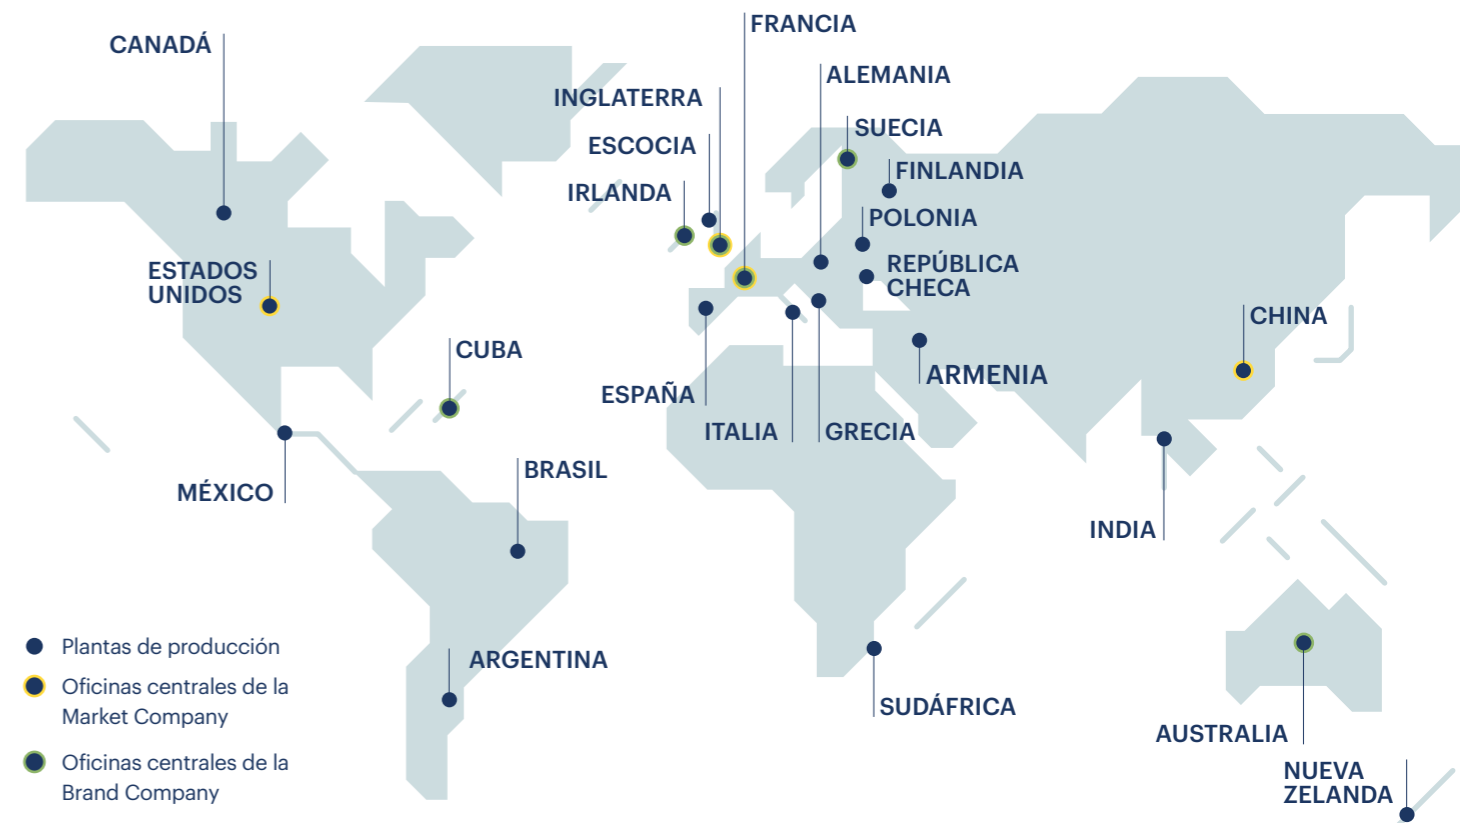 FRANCIA
CANADÁ
ALEMANIA
INGLATERRA
SUECIA
ESCOCIA
FINLANDIA
IRLANDA
POLONIA
ESTADOS
UNIDOS
REPÚBLICA
CHECA
CHINA
CUBA
ARMENIA
ESPAÑA
ITALIA
GRECIA
BRASIL
MÉXICO
INDIA
Plantas de producción
Oficinas centrales de la
Market Company
Oficinas centrales de la
Brand Company
ARGENTINA
SUDÁFRICA
AUSTRALIA
NUEVA
ZELANDA